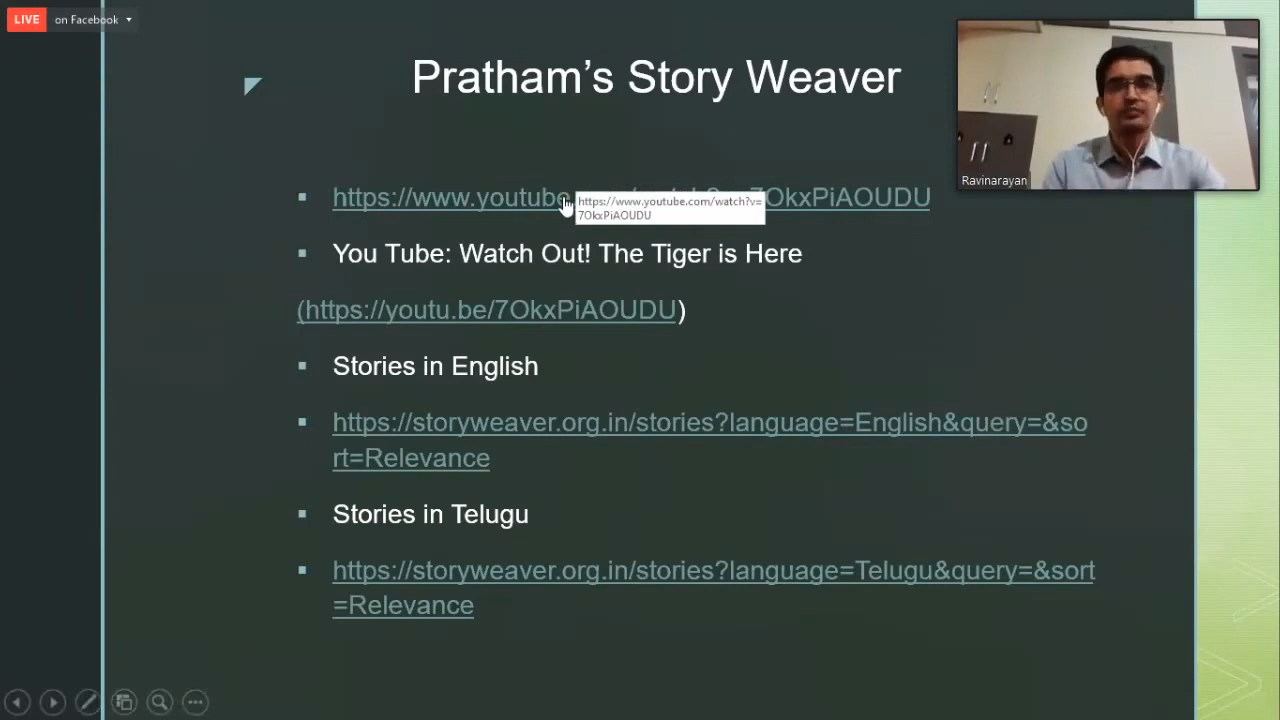 LIVE on Facebook
Pratham's Story Weaver
Ravinarayan
https://www.youtube. 7OkxPiAOUDU
https://www.youtube.com/watch?v=
7OkxPiAOUDU
You Tube: Watch Out! The Tiger is Here
(https://youtu.be/7OkxPiAOUDU)
Stories in English
https://storyweaver.org.in/stories?language=English&query=&so
rt=Relevance
Stories in Telugu
https://storyweaver.org.in/stories?language=Telugu&query=&sort
=Relevance